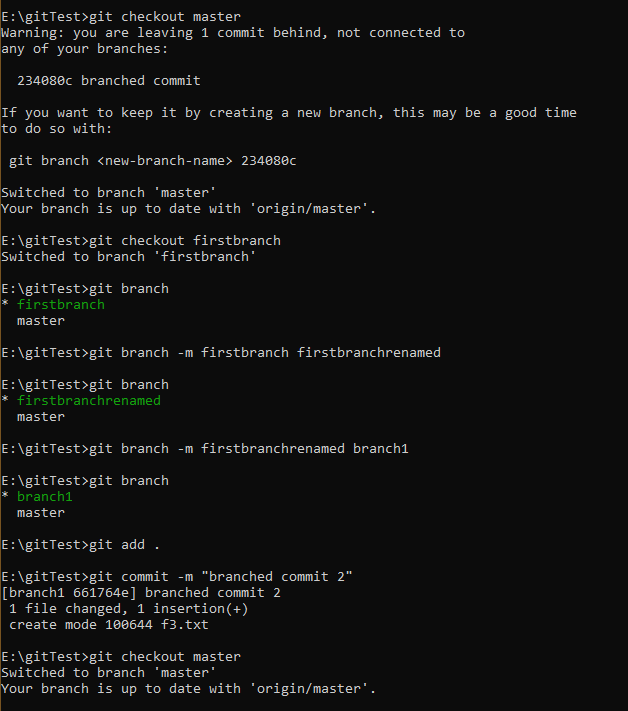 E:\gitTest>git checkout master
Warning: you are leaving 1 commit behind, not connected to
any of your branches:
234080c branched commit
If you want to keep it by creating a new branch, this may be a good time
to do so with:
git branch <new-branch-name> 234080c
Switched to branch 'master'
Your branch is up to date with 'origin/master'.
E:\gitTest>git checkout firstbranch
Switched to branch 'firstbranch'
E:\gitTest>git branch
* firstbranch
master
E:\gitTest>git branch -m firstbranch firstbranchrenamed
E:\gitTest>git branch
* firstbranchrenamed
master
E:\gitTest>git branch -m firstbranchrenamed branch1
E:\gitTest>git branch
* branch1
master
E:\gitTest>git add .
E:\gitTest>git commit -m "branched commit 2"
[branch1 661764e] branched commit 2
1 file changed, 1 insertion(+)
create mode 100644 f3.txt
E:\gitTest>git checkout master
Switched to branch 'master'
Your branch is up to date with 'origin/master'.